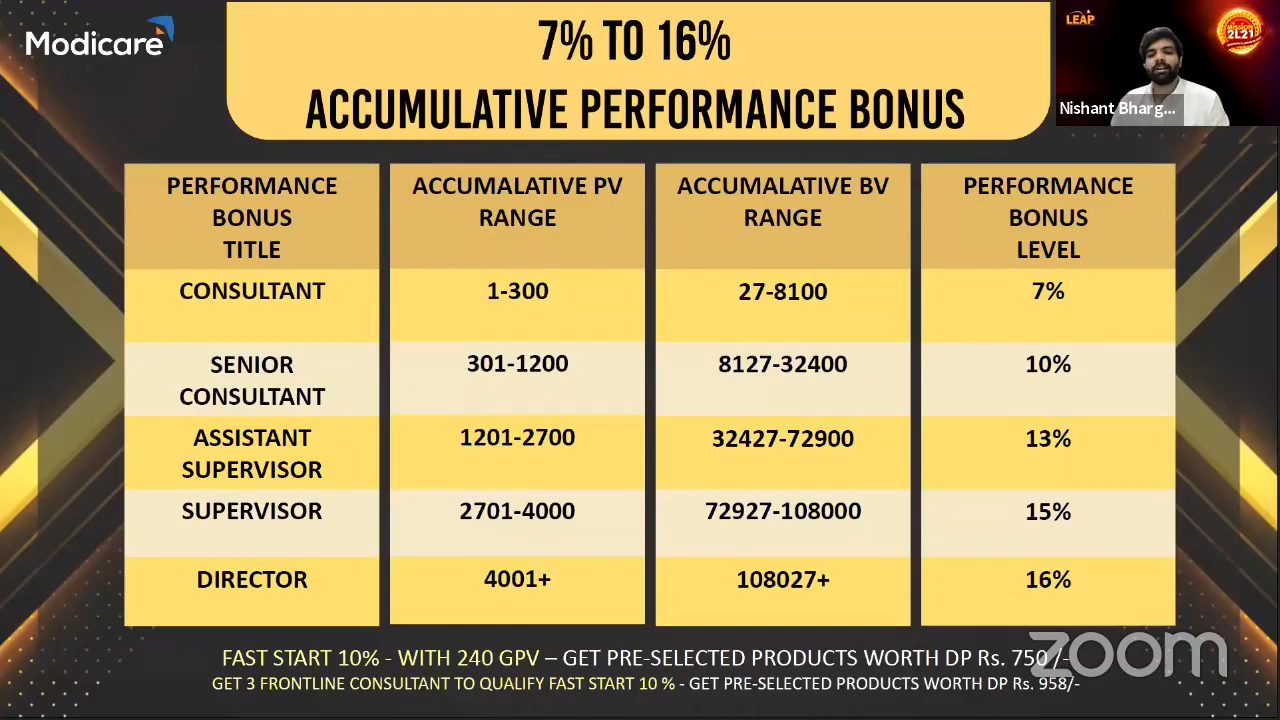 Modicare
7% TO 16%
ACCUMULATIVE PERFORMANCE BONUS
LEAP
MISSION
2L21
Nishant Bharg...
PERFORMANCE
BONUS
TITLE
ACCUMALATIVE PV
RANGE
ACCUMALATIVE BV
RANGE
PERFORMANCE
BONUS
LEVEL
CONSULTANT
1-300
27-8100
7%
SENIOR
CONSULTANT
301-1200
8127-32400
10%
ASSISTANT
SUPERVISOR
1201-2700
32427-72900
13%
SUPERVISOR
2701-4000
72927-108000
15%
DIRECTOR
4001+
108027+
16%
FAST START 10% - WITH 240 GPV – GET PRE-SELECTED PRODUCTS WORTH DP Rs. 750/-
GET 3 FRONTLINE CONSULTANT TO QUALIFY FAST START 10 % - GET PRE-SELECTED PRODUCTS WORTH DP Rs. 958/-
zoom